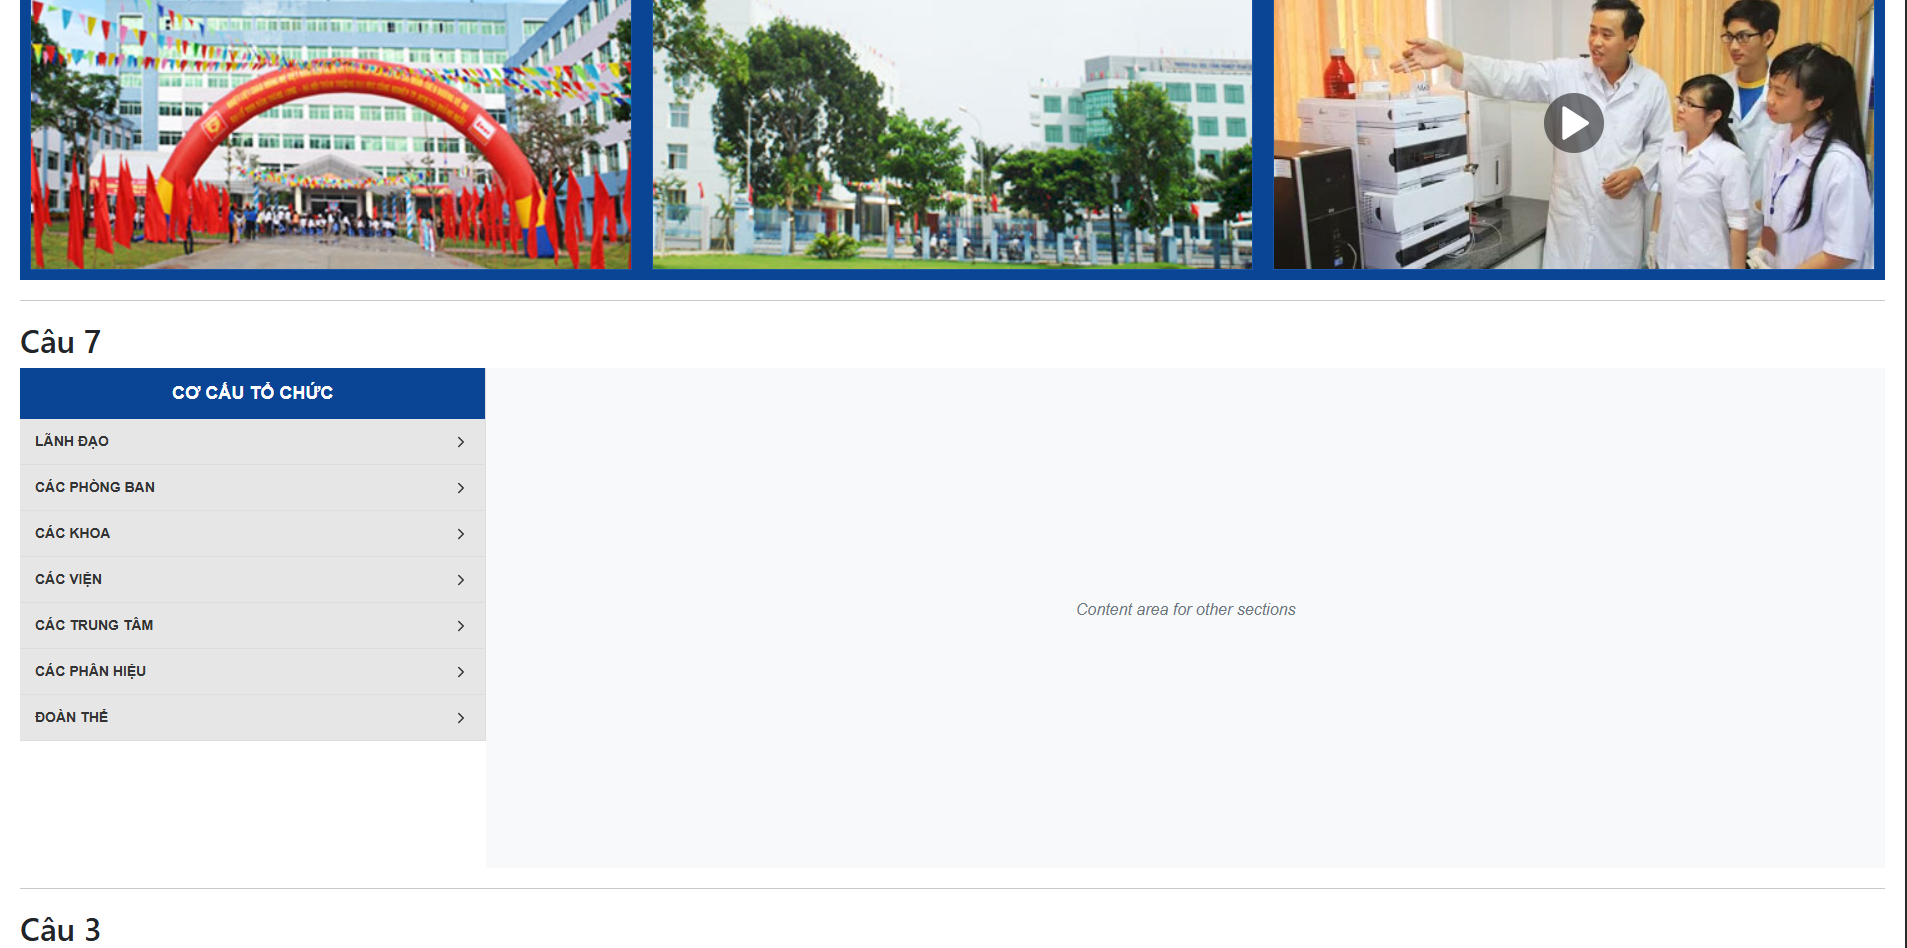 Câu 7
CƠ CẤU TỔ CHỨC
LÃNH ĐẠO
CÁC PHÒNG BAN
CÁC KHOA
CÁC VIỆN
CÁC TRUNG TÂM
CÁC PHÂN HIỆU
ĐOÀN THỂ
Content area for other sections
Câu 3